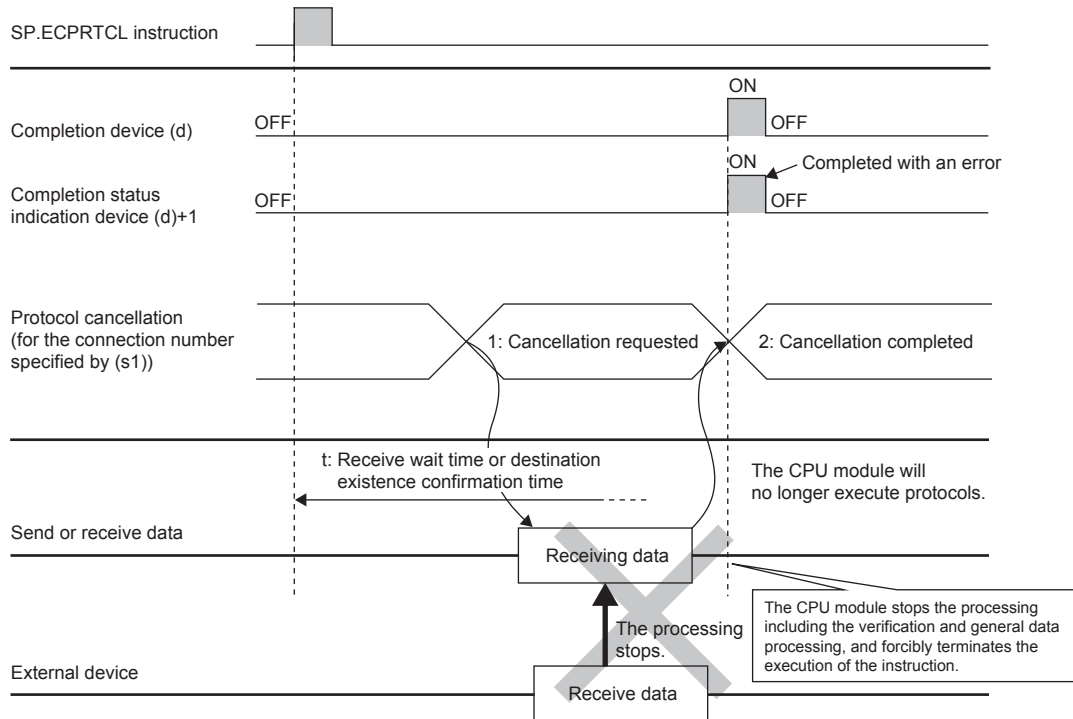 SP.ECPRTCL instruction
ON
Completion device (d)
OFF
OFF
ON
Completed with an error
Completion status
indication device (d)+1
OFF
OFF
Protocol cancellation
(for the connection number
specified by (s1))
1: Cancellation requested
2: Cancellation completed
t: Receive wait time or destination
existence confirmation time
The CPU module will
no longer execute protocols.
Send or receive data
Receiving data
The processing
stops.
The CPU module stops the processing
including the verification and general data
processing, and forcibly terminates the
execution of the instruction.
External device
Receive data